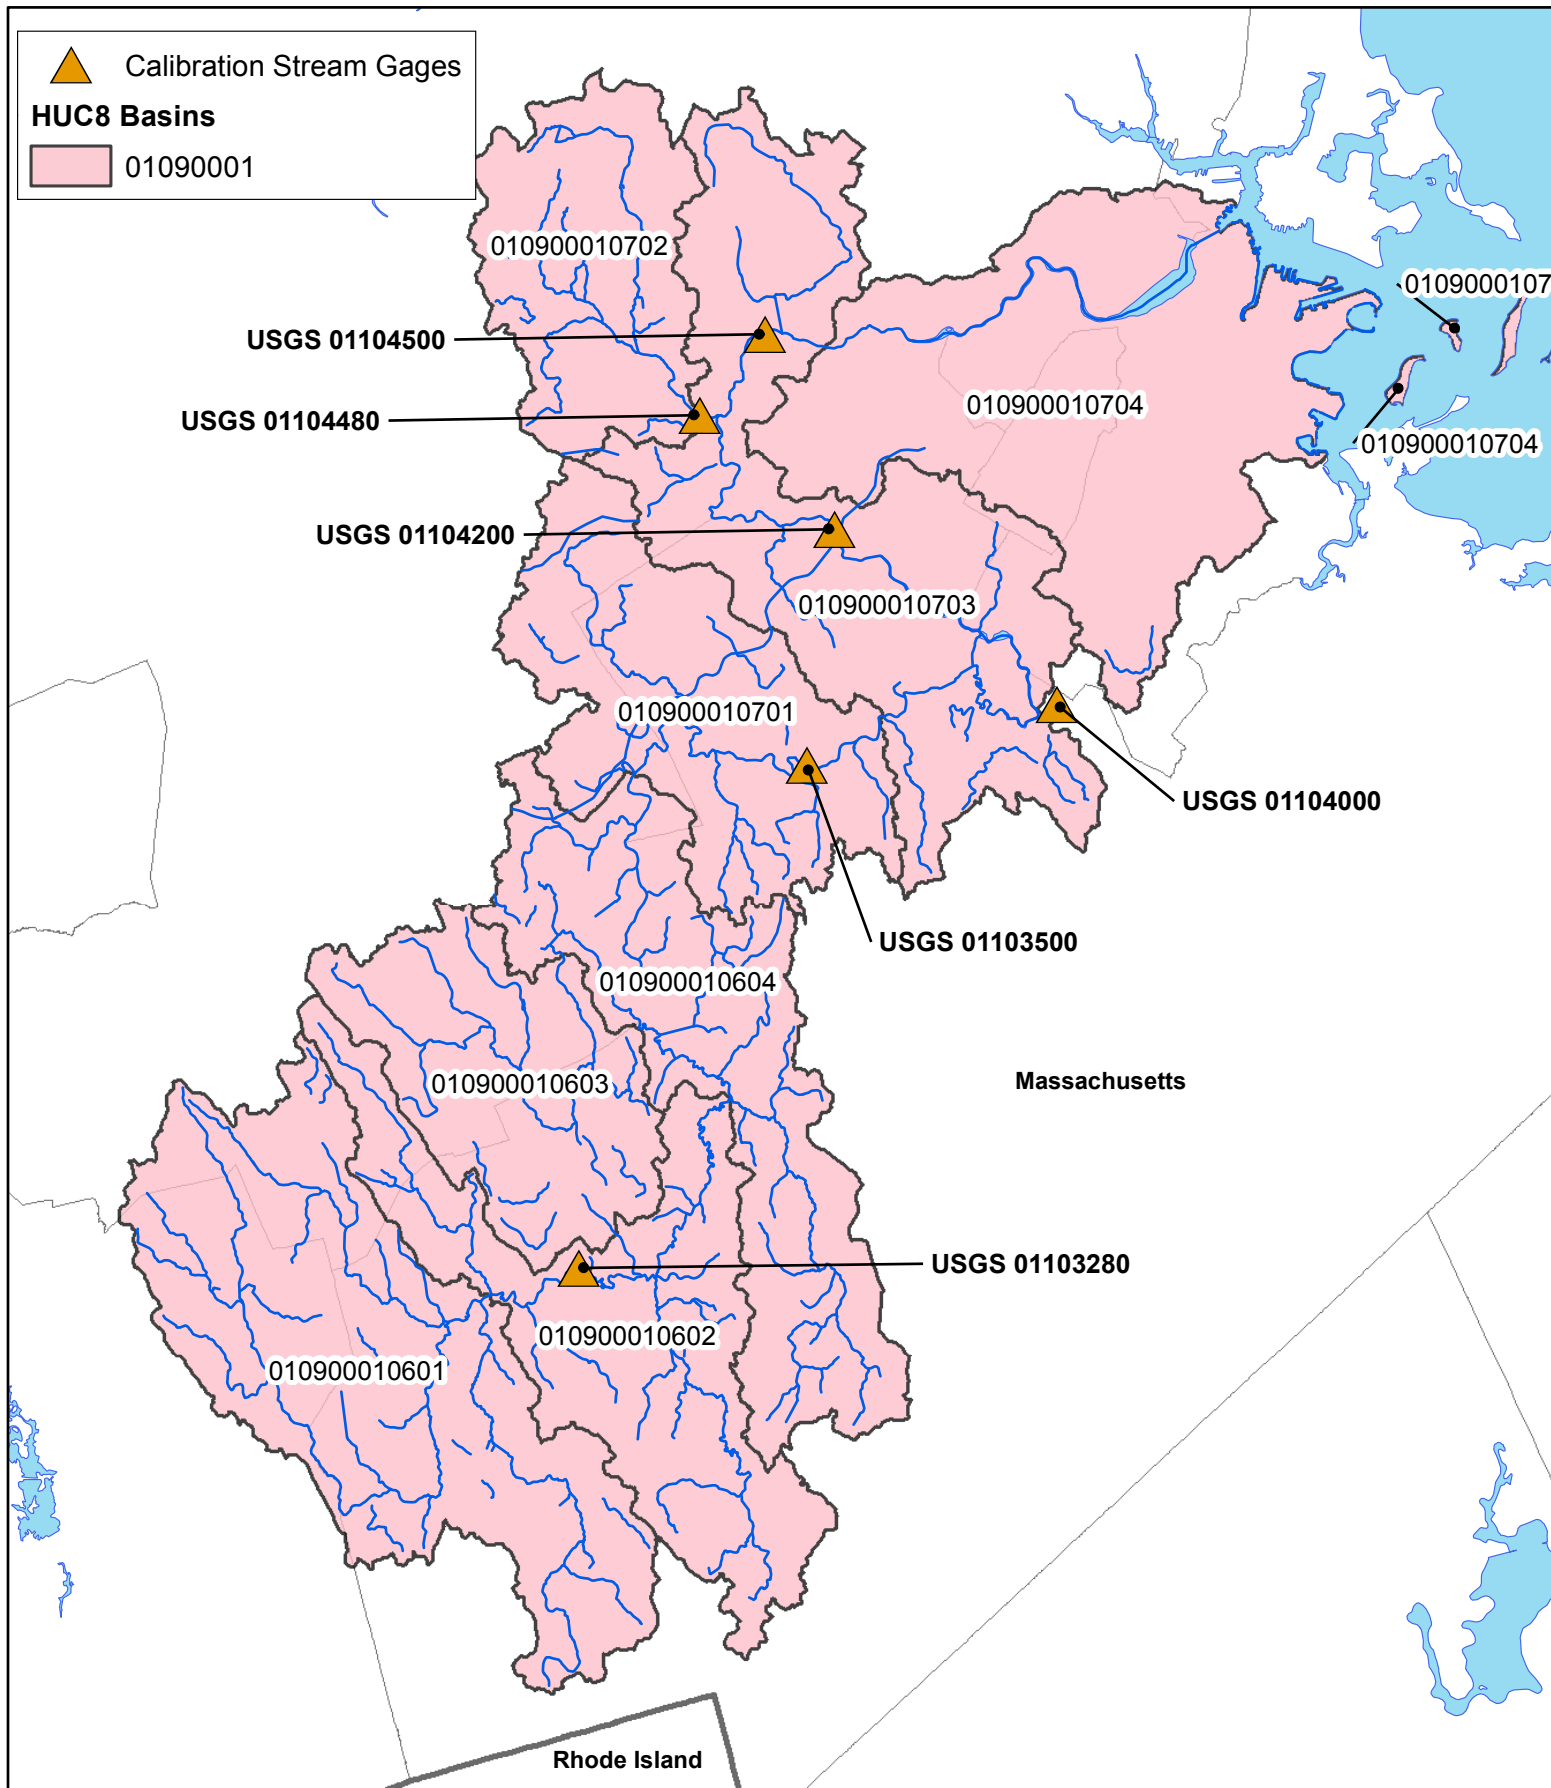 Calibration Stream Gages
HUC8 Basins
01090001
010900010702
0109000107
USGS 01104500
010900010704
USGS 01104480
010900010704
USGS 01104200
010900010703
010900010701
USGS 01104000
USGS 01103500
010900010604
010900010603
Massachusetts
USGS 01103280
010900010602
010900010601
Rhode Island